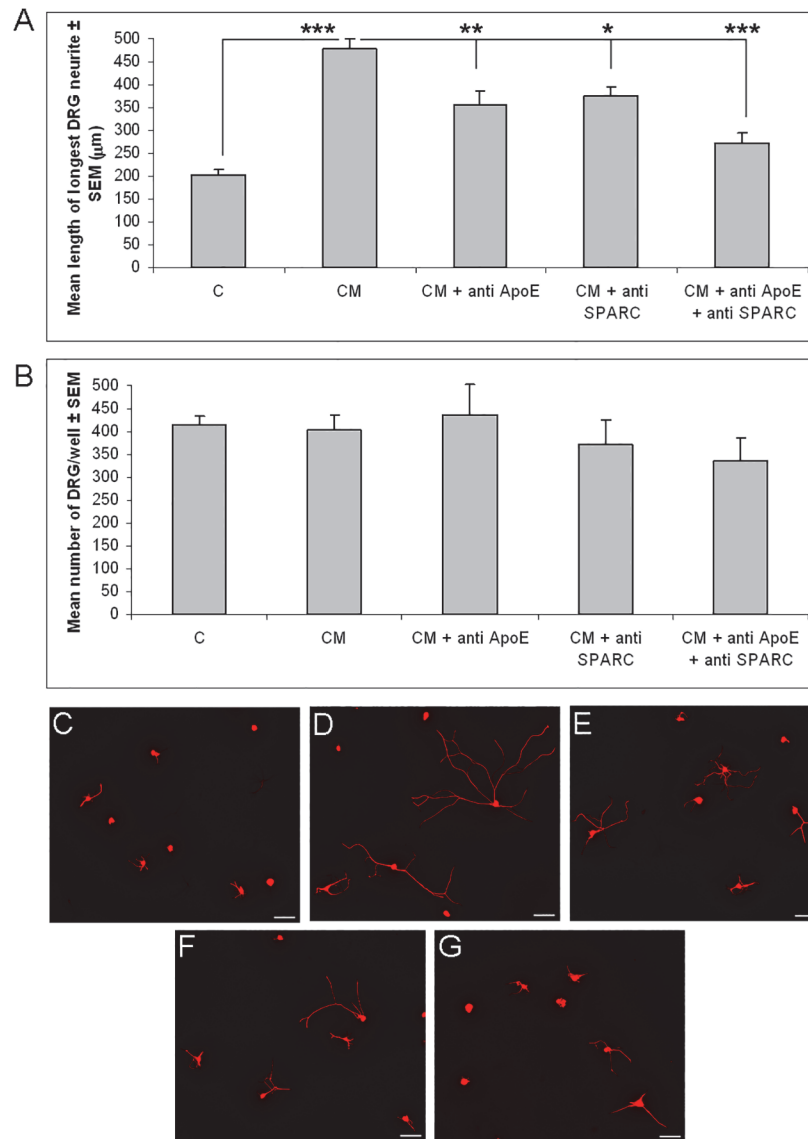 A
*** ** * ***
Mean length of longest DRG neurite ±
SEM (µm)
500
450
400
350
300
250
200
150
100
50
0
C
CM
CM + anti ApoE
CM + anti
SPARC
CM + anti ApoE
+ anti SPARC
B
Mean number of DRG/well ± SEM
500
450
400
350
300
250
200
150
100
50
0
C
CM
CM + anti ApoE
CM + anti
SPARC
CM + anti ApoE
+ anti SPARC
C
D
E
F
G